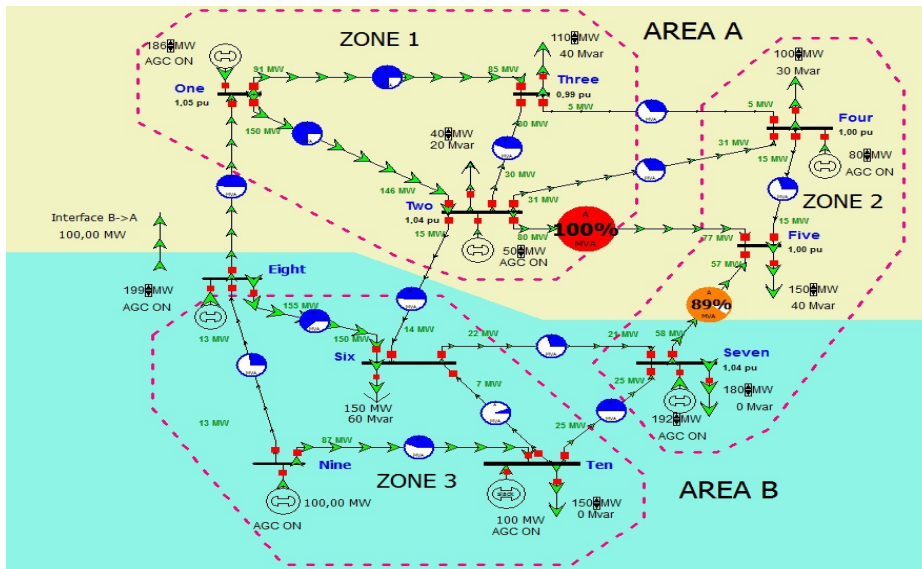 ZONE 1
AREA A
186 MW
AGC ON
91 MW
85 MW
110 MW
40 Mvar
One
1,05 pu
150 MW
Three
0,99 pu
5 MW
5 MW
100 MW
30 Mvar
Four
1,00 pu
40 MW
20 Mvar
30 MW
31 MW
15 MW
80 MW
AGC ON
ZONE 2
146 MW
Two
1,04 pu
31 MW
15 MW
80 MW
A
100%
MVA
50 MW
AGC ON
77 MW
15 MW
Five
1,00 pu
57 MW
Interface B->A
100,00 MW
Eight
199 MW
AGC ON
155 MW
150 MW
13 MW
14 MW
Six
22 MW
21 MW
58 MW
A
89%
MVA
150 MW
40 Mvar
Seven
1,04 pu
7 MW
25 MW
150 MW
60 Mvar
180 MW
0 Mvar
192 MW
AGC ON
13 MW
87 MW
25 MW
Nine
Ten
ZONE 3
AREA B
100,00 MW
AGC ON
100 MW
AGC ON
150 MW
0 Mvar